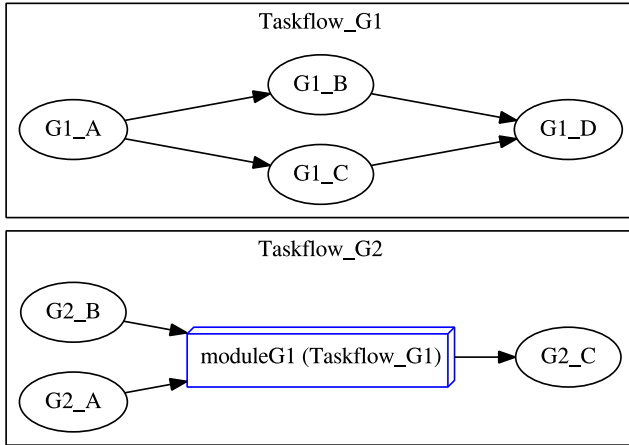 Taskflow_G1
G1_B
G1_A
G1_D
G1_C
Taskflow_G2
G2_B
moduleG1 (Taskflow_G1)
G2_C
G2_A